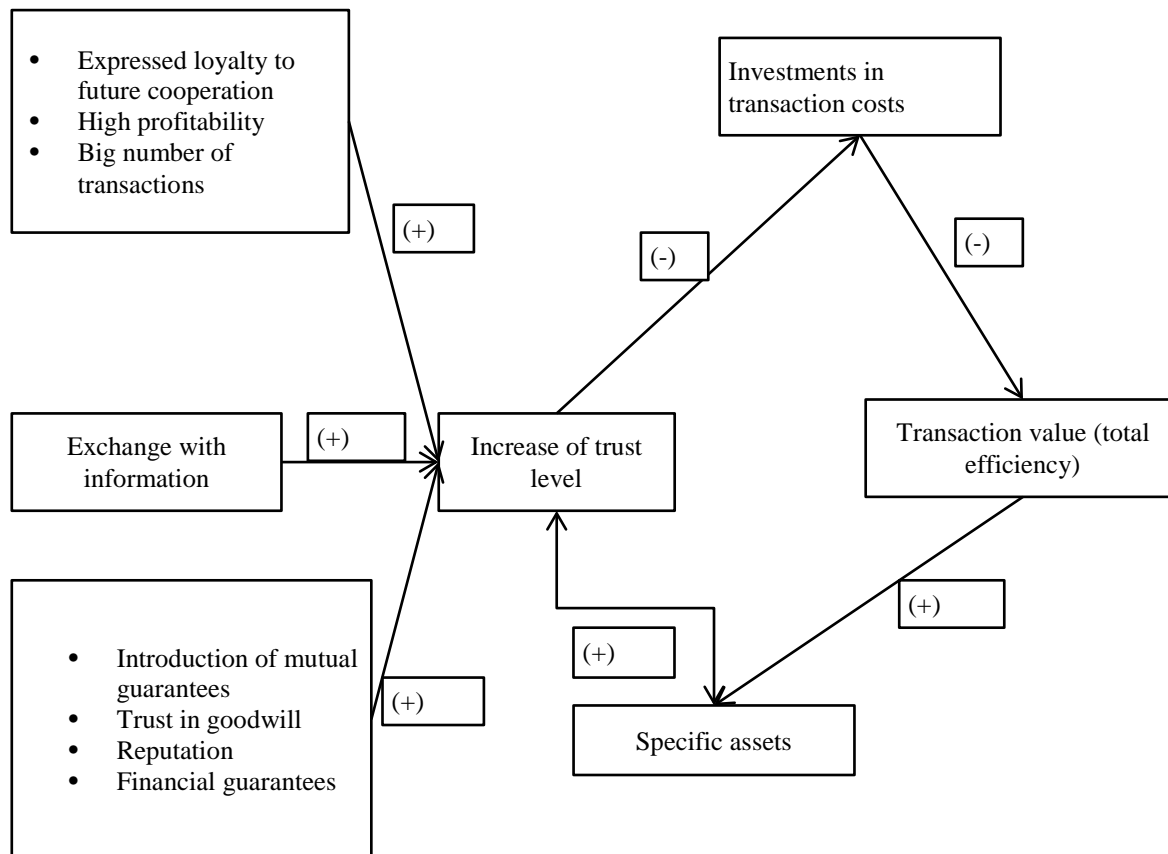 • Expressed loyalty to
future cooperation
• High profitability
• Big number of
transactions
Investments in
transaction costs
(+)
(-)
(-)
Exchange with
information
(+)
Increase of trust
level
Transaction value (total
efficiency)
• Introduction of mutual
guarantees
• Trust in goodwill
• Reputation
• Financial guarantees
(+)
(+)
(+)
Specific assets